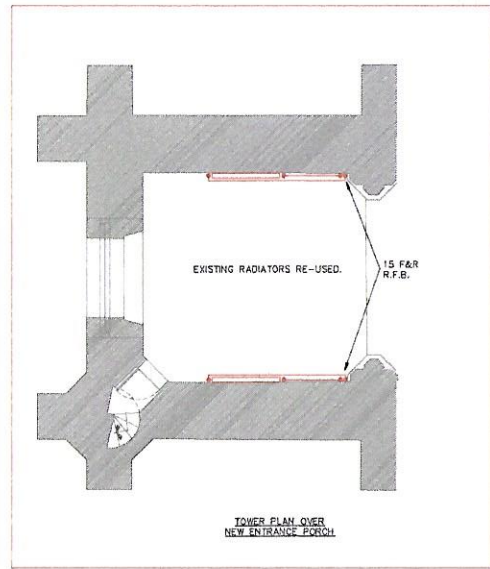 EXISTING RADIATORS RE-USED.
15 F&R
R.F.B.
TOWER PLAN OVER
NEW ENTRANCE PORCH